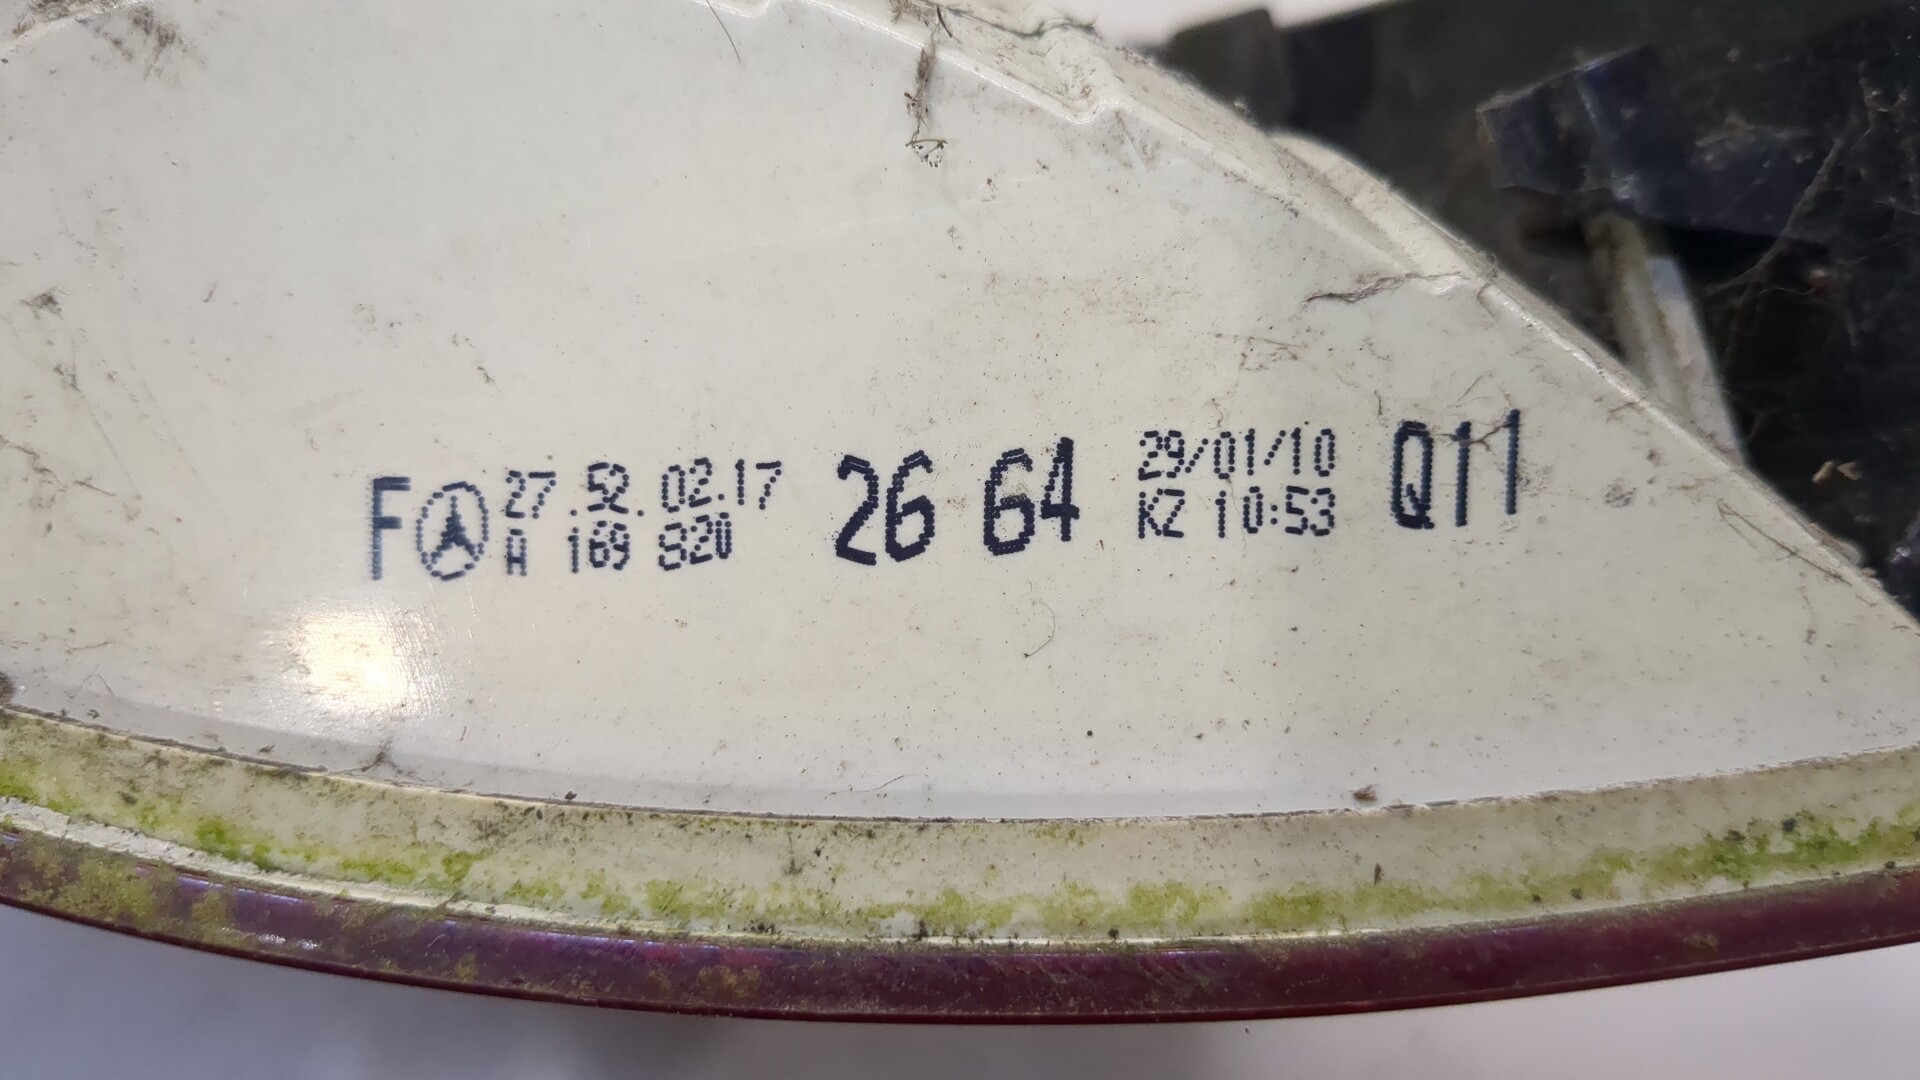 F 27 .52. 02.17 26 64 29/01/10 Q11
A 169 820 KZ 10:53